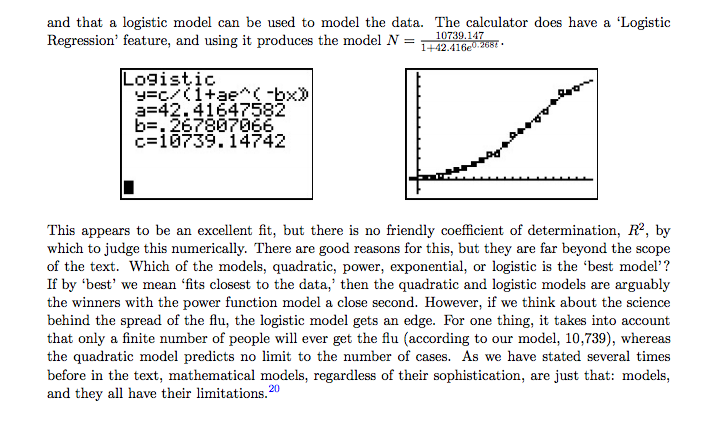 and that a logistic model can be used to model the data. The calculator does have a ‘Logistic
Regression’ feature, and using it produces the model N = 10739.147 / 1+42.416e^0.268t .
Logistic
y=c/(1+ae^(-bx))
a=42.41647582
b=.267807066
c=10739.14742
This appears to be an excellent fit, but there is no friendly coefficient of determination, R², by
which to judge this numerically. There are good reasons for this, but they are far beyond the scope
of the text. Which of the models, quadratic, power, exponential, or logistic is the ‘best model’?
If by ‘best’ we mean ‘fits closest to the data,’ then the quadratic and logistic models are arguably
the winners with the power function model a close second. However, if we think about the science
behind the spread of the flu, the logistic model gets an edge. For one thing, it takes into account
that only a finite number of people will ever get the flu (according to our model, 10,739), whereas
the quadratic model predicts no limit to the number of cases. As we have stated several times
before in the text, mathematical models, regardless of their sophistication, are just that: models,
and they all have their limitations.20